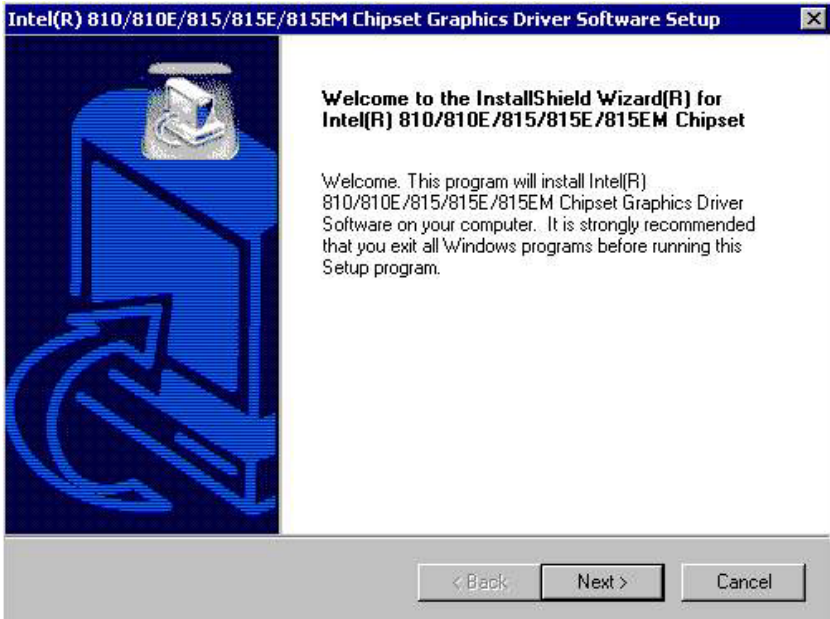 Intel(R) 810/810E/815/815E/815EM Chipset Graphics Driver Software Setup
Welcome to the InstallShield Wizard(R) for
Intel(R) 810/810E/815/815E/815EM Chipset
Welcome. This program will install Intel(R)
810/810E/815/815E/815EM Chipset Graphics Driver
Software on your computer. It is strongly recommended
that you exit all Windows programs before running this
Setup program.
< Back
Next >
Cancel